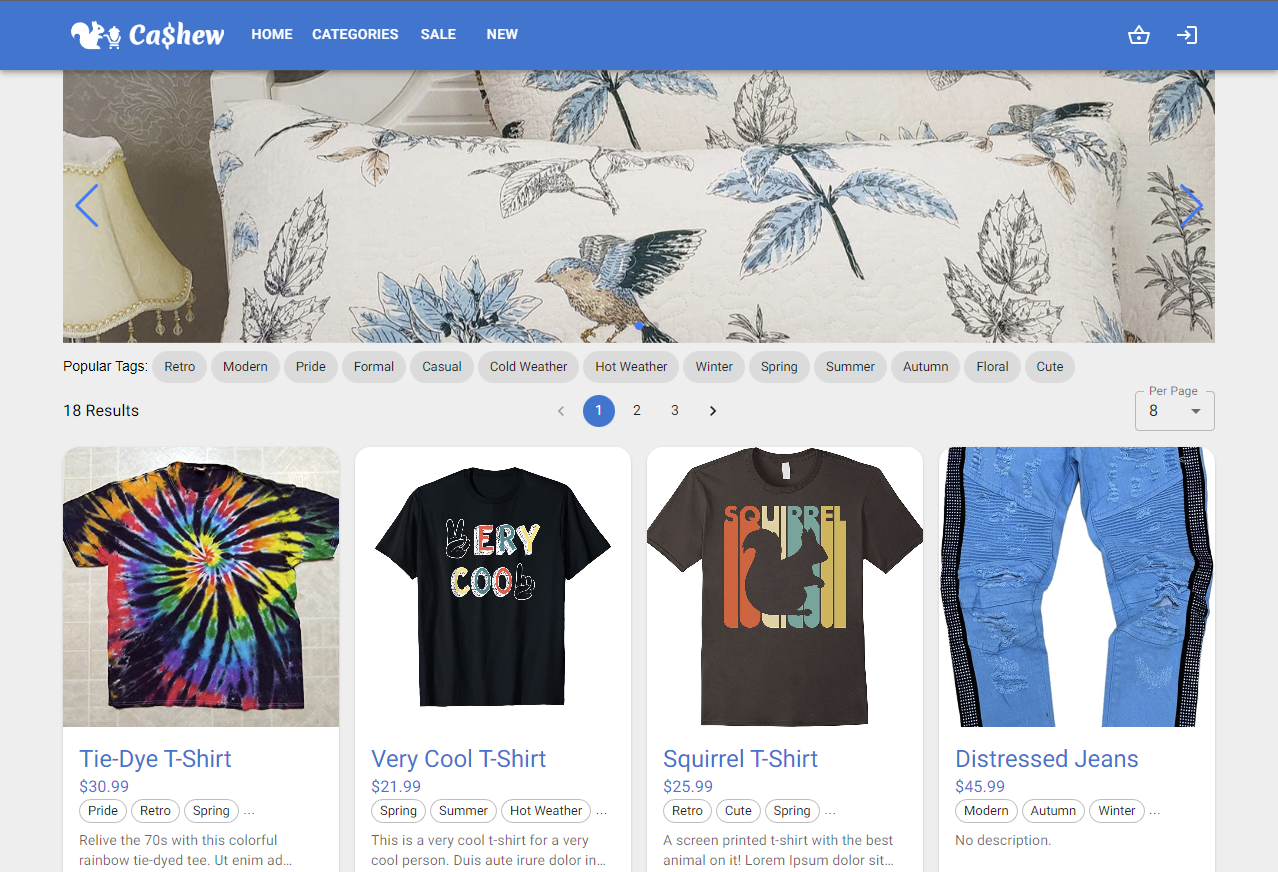 Ca$hew HOME CATEGORIES SALE NEW
Popular Tags: Retro Modern Pride Formal Casual Cold Weather Hot Weather Winter Spring Summer Autumn Floral Cute
18 Results 1 2 3 Per Page 8
VERY
COOL
SQUIRREL
Tie-Dye T-Shirt
$30.99
Pride Retro Spring ...
Relive the 70s with this colorful
rainbow tie-dyed tee. Ut enim ad...
Very Cool T-Shirt
$21.99
Spring Summer Hot Weather ...
This is a very cool t-shirt for a very
cool person. Duis aute irure dolor in...
Squirrel T-Shirt
$25.99
Retro Cute Spring ...
A screen printed t-shirt with the best
animal on it! Lorem Ipsum dolor sit...
Distressed Jeans
$45.99
Modern Autumn Winter ...
No description.